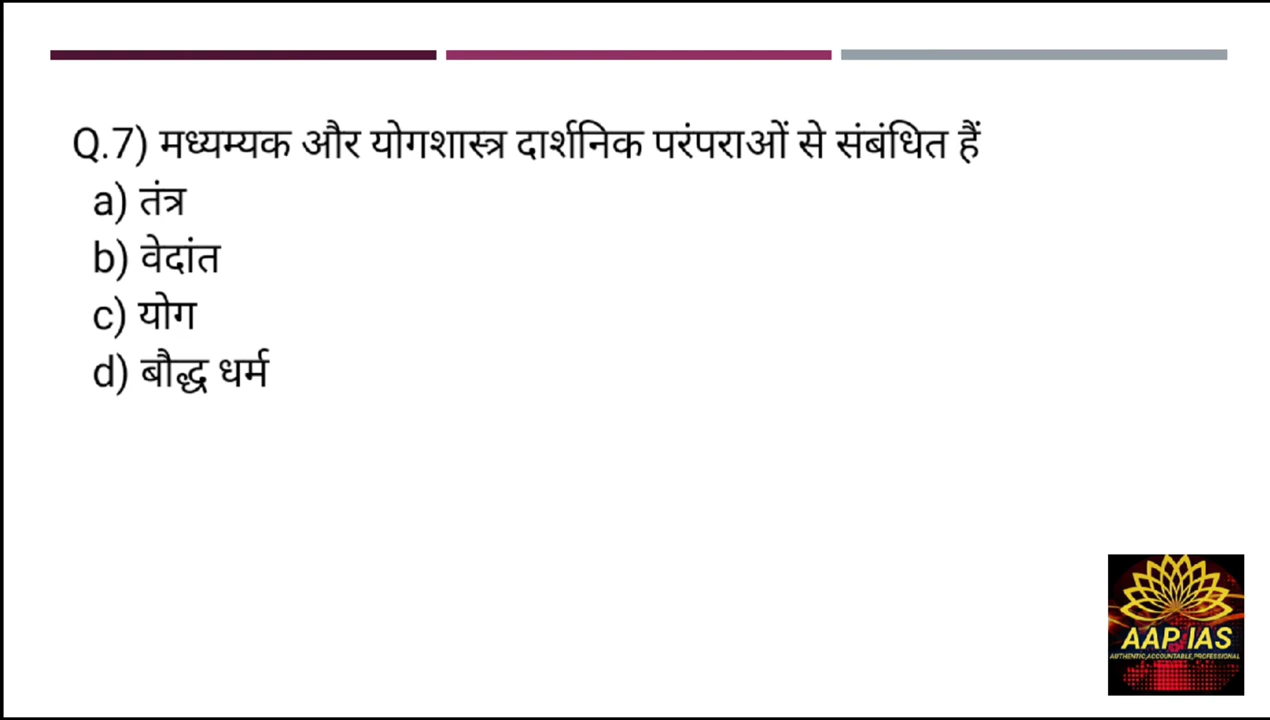 Q.7) मध्यम्यक और योगशास्त्र दार्शनिक परंपराओं से संबंधित हैं
a) तंत्र
b) वेदांत
c) योग
d) बौद्ध धर्म
AAP IAS
AUTHENTIC,ACCOUNTABLE,PROFESSIONAL